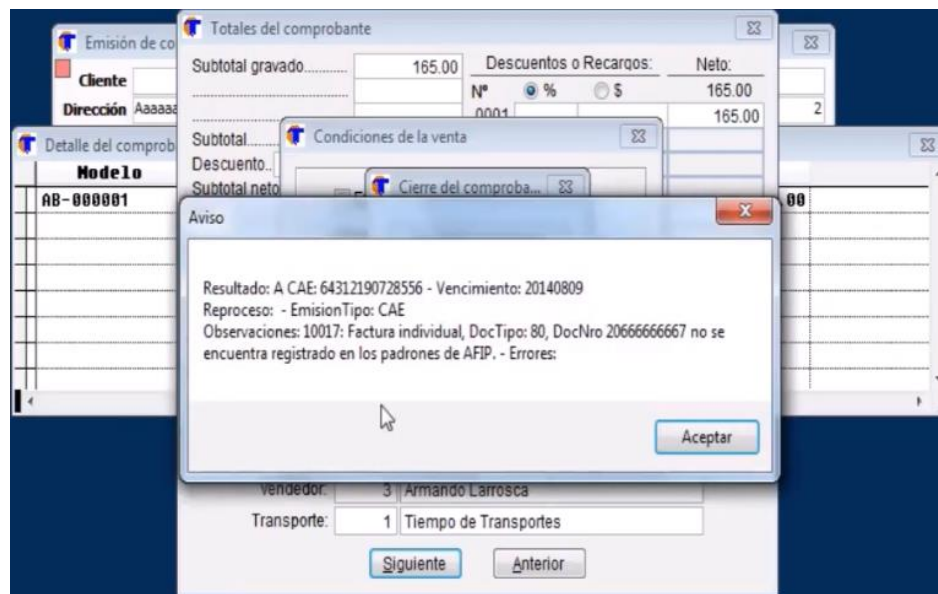 Emisión de co
Cliente
Dirección Aaaaaa
2
Totales del comprobante
Subtotal gravado............ 165.00
Descuentos o Recargos:
Neto:
Nº % $ 165.00
0001 165.00
Subtotal
Descuento..
Subtotal neto
Detalle del comprob
Modelo
AB-000001
00
Condiciones de la venta
Cierre del comproba...
Aviso
Resultado: A CAE: 64312190728556 - Vencimiento: 20140809
Reproceso: - EmisionTipo: CAE
Observaciones: 10017: Factura individual, DocTipo: 80, DocNro 20666666667 no se
encuentra registrado en los padrones de AFIP. - Errores:
Aceptar
Vendedor: 3 Armando Larrosca
Transporte: 1 Tiempo de Transportes
Siguiente
Anterior